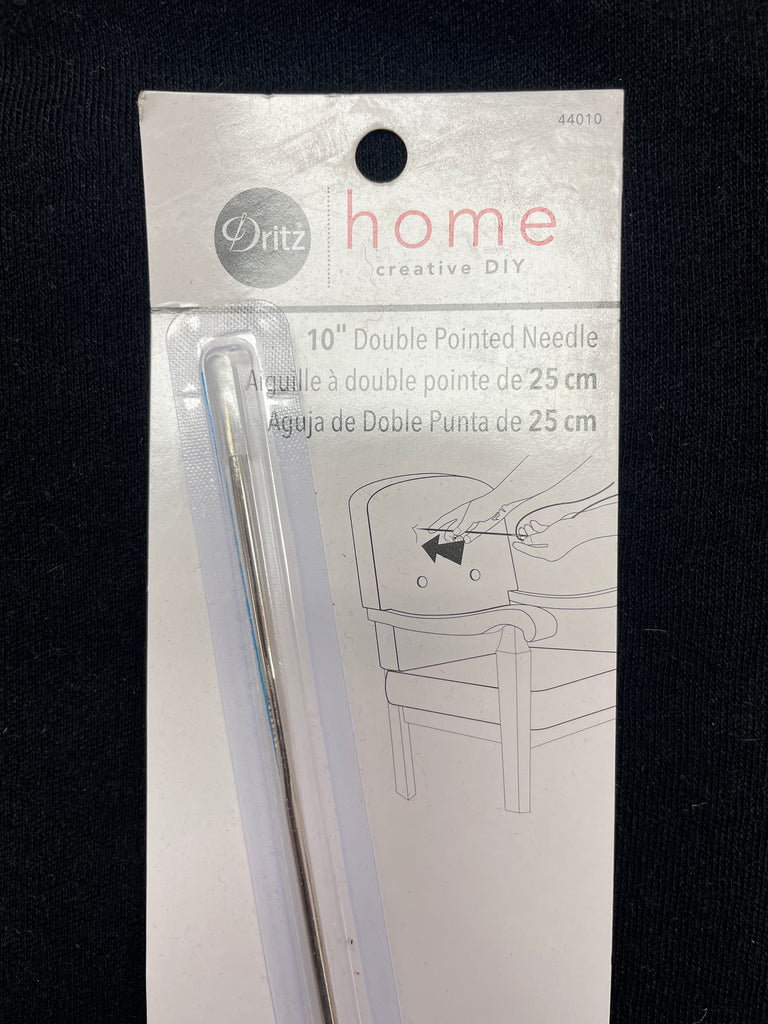 44010
Dritz
home
creative DIY
10" Double Pointed Needle
Aiguille à double pointe de 25 cm
Aguja de Doble Punta de 25 cm